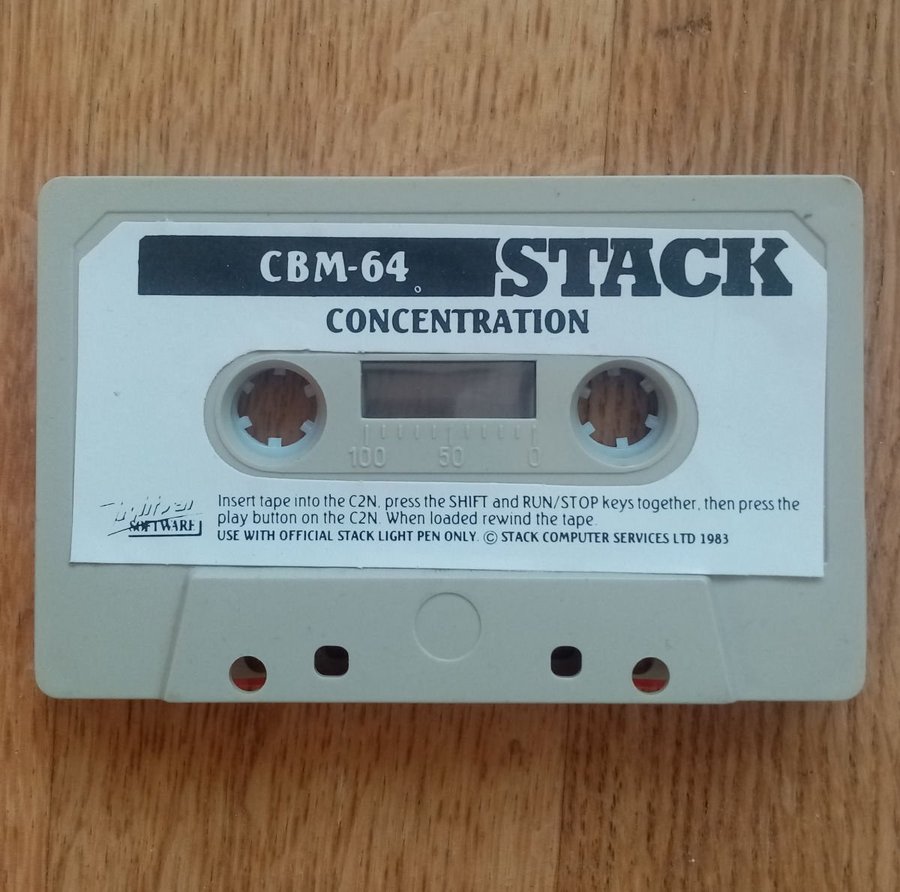 CBM-64 STACK
CONCENTRATION
100 50 0
Insert tape into the C2N, press the SHIFT and RUN/STOP keys together, then press the
play button on the C2N. When loaded rewind the tape.
USE WITH OFFICIAL STACK LIGHT PEN ONLY. © STACK COMPUTER SERVICES LTD 1983
SOFTWARE